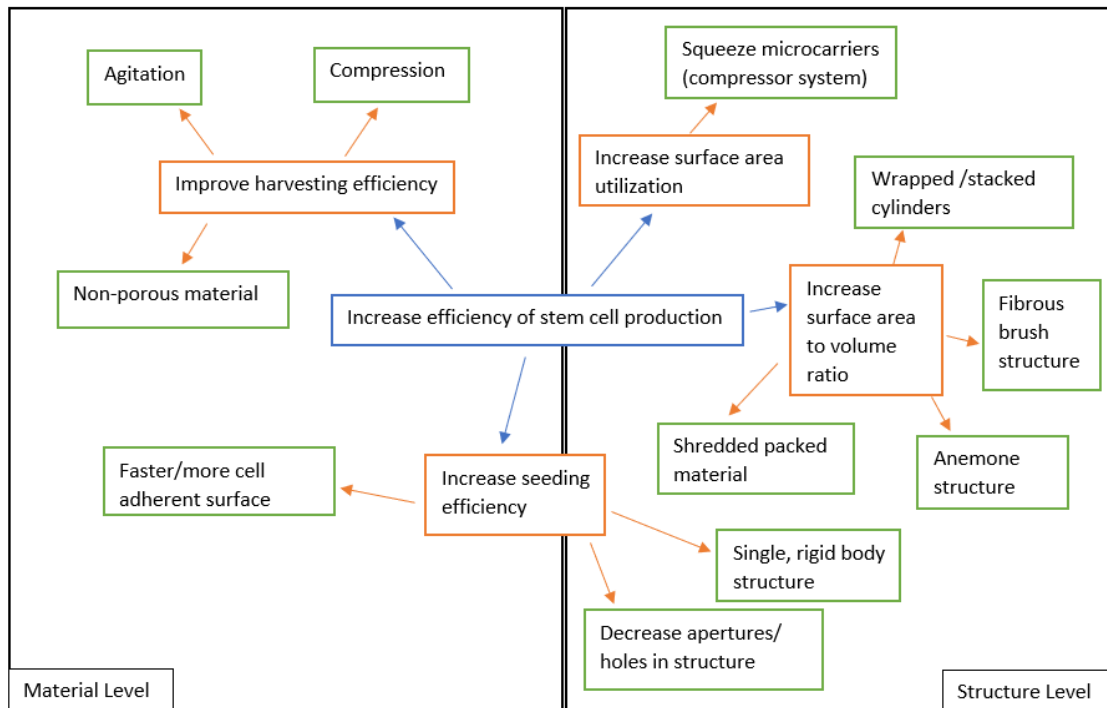 Agitation
Compression
Improve harvesting efficiency
Non-porous material
Squeeze microcarriers
(compressor system)
Increase surface area
utilization
Wrapped /stacked
cylinders
Increase efficiency of stem cell production
Increase
surface area
to volume
ratio
Fibrous
brush
structure
Shredded packed
material
Anemone
structure
Faster/more cell
adherent surface
Increase seeding
efficiency
Single, rigid body
structure
Decrease apertures/
holes in structure
Material Level
Structure Level